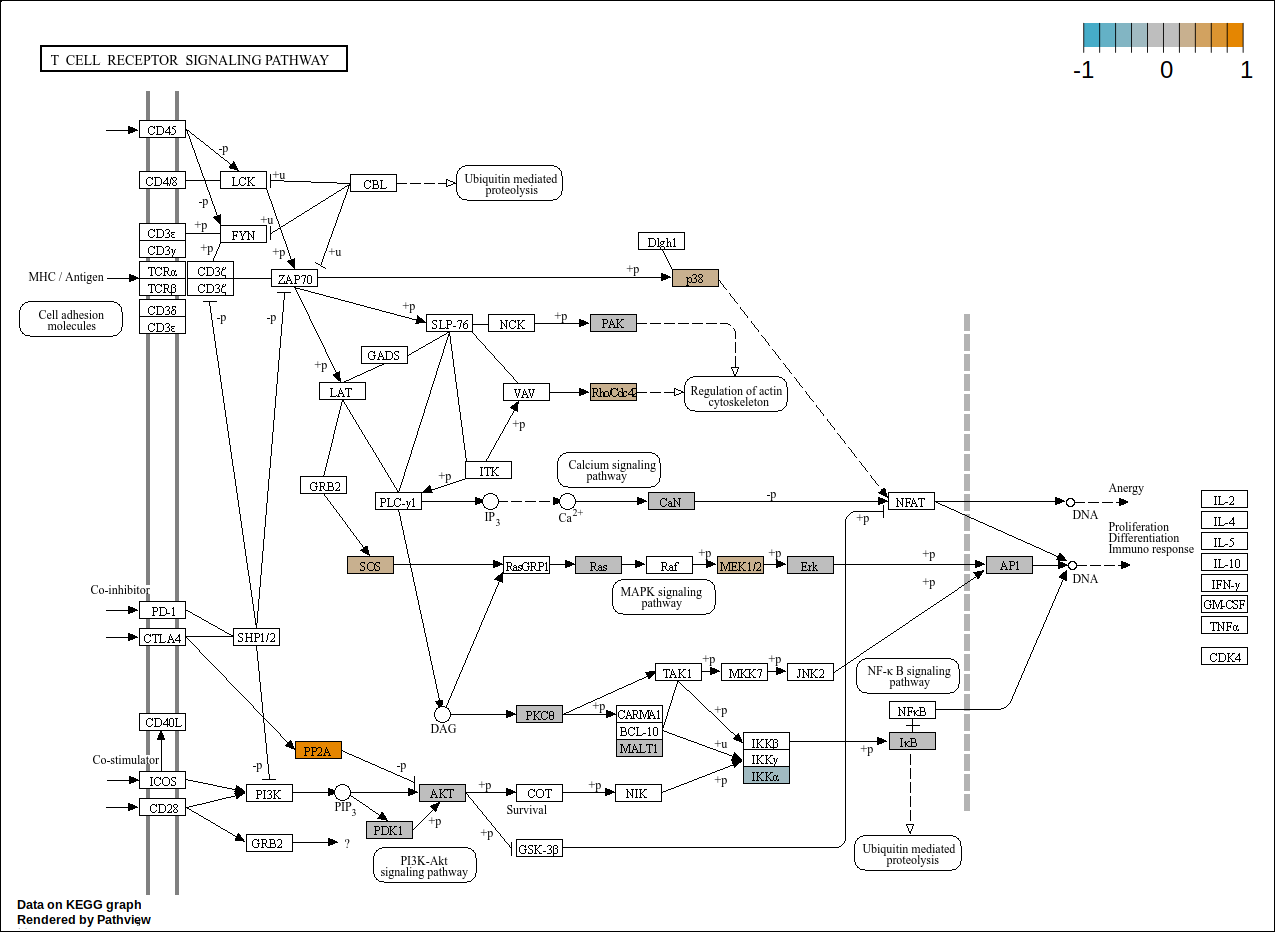 -1 0 1
T CELL RECEPTOR SIGNALING PATHWAY
CD45
-p
CD4/8
LCK
+u
CBL
Ubiquitin mediated
proteolysis
-p
CD3ε
+p
FYN
+u
CD3γ
+p
+p
+u
Dlgh1
MHC / Antigen
TCRα
CD3ζ
ZAP70
+p
p38
TCRβ
CD3ζ
Cell adhesion
molecules
CD3δ
CD3ε
-p
-p
+p
SLP-76
NCK
+p
PAK
GADS
+p
LAT
VAV
Rho/Cdc42
Regulation of actin
cytoskeleton
+p
ITK
+p
Calcium signaling
pathway
GRB2
PLC-γ1
IP3
Ca2+
CaN
-p
NFAT
+p
DNA
Anergy
Proliferation
Differentiation
Immuno response
IL-2
IL-4
IL-5
IL-10
IFN-γ
GM-CSF
TNFα
CDK4
SOS
RasGRP1
Ras
Raf
+p
MEK1/2
+p
Erk
+p
+p
AP1
DNA
MAPK signaling
pathway
Co-inhibitor
PD-1
CTLA4
SHP1/2
TAK1
+p
MKK7
+p
JNK2
NF-κ B signaling
pathway
DAG
PKCθ
+p
CARMA1
BCL-10
MALT1
+p
+u
+p
IKKβ
IKKγ
IKKα
+p
NFκB
IκB
CD40L
Co-stimulator
ICOS
CD28
PP2A
-p
-p
PI3K
PIP3
AKT
+p
COT
+p
NIK
Survival
PDK1
+p
+p
GRB2
?
GSK-3β
PI3K-Akt
signaling pathway
Ubiquitin mediated
proteolysis
Data on KEGG graph
Rendered by Pathview